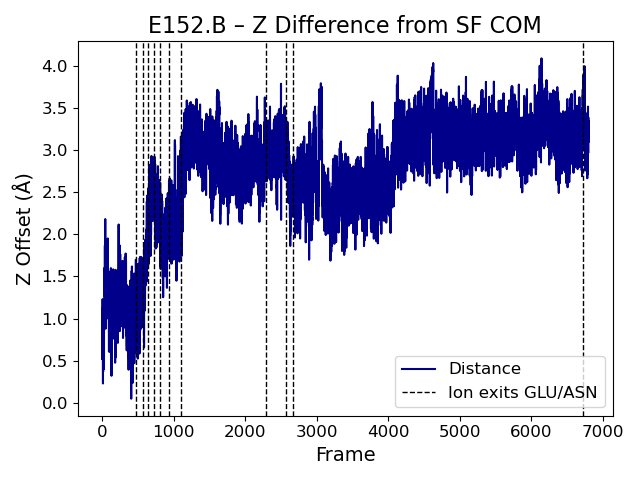 E152.B – Z Difference from SF COM
4.0
3.5
3.0
2.5
2.0
1.5
1.0
0.5
0.0
Z Offset (Å)
Distance
Ion exits GLU/ASN
0 1000 2000 3000 4000 5000 6000 7000
Frame